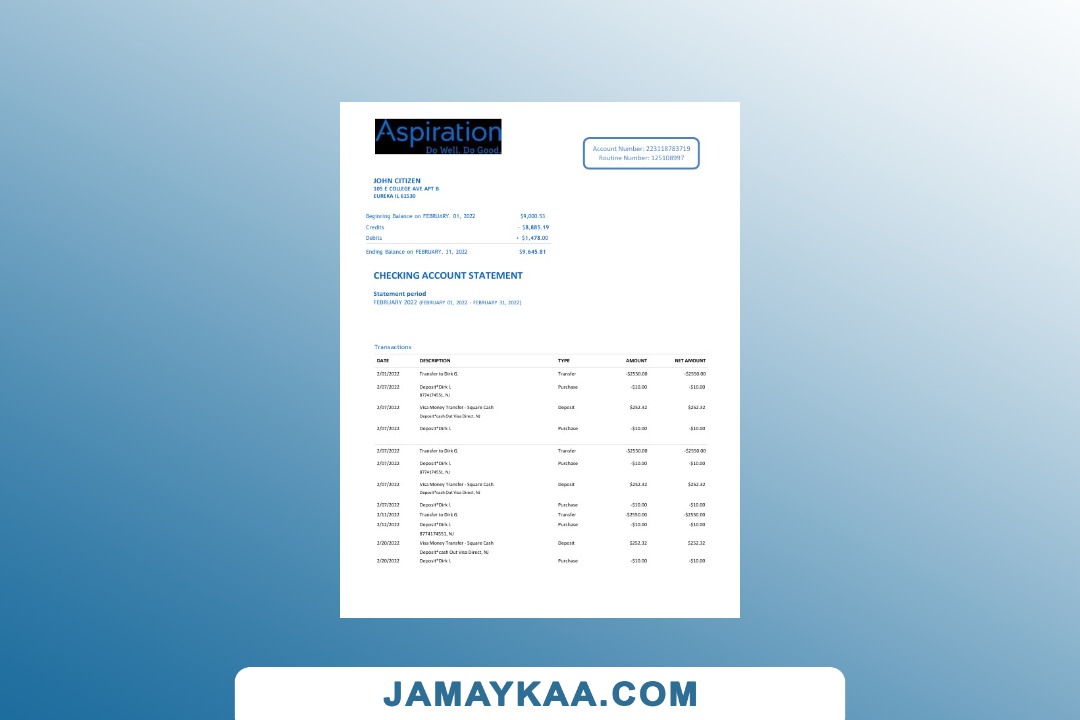 Aspiration
Do Well. Do Good.
Account Number: 223118783719
Routine Number: 125108997
JOHN CITIZEN
105 E COLLEGE AVE APT B
EUREKA IL 61530
Beginning Balance on FEBRUARY. 01, 2022 $9,000.53
Credits - $8,885.19
Debits + $1,478.00
Ending Balance on FEBRUARY, 31, 2022 $9,645.81
CHECKING ACCOUNT STATEMENT
Statement period
FEBRUARY 2022 (FEBRUARY 01, 2022 - FEBRUARY 31, 2022)
Transactions
DATE DESCRIPTION TYPE AMOUNT NET AMOUNT
2/01/2022 Transfer to Dirk G. Transfer -$2550.00 -$2550.00
2/07/2022 Deposit*Dirk I. Purchase -$10.00 -$10.00
8774174551, NJ
2/07/2022 Visa Money Transfer - Square Cash Deposit $252.32 $252.32
Deposit*cash Out Visa Direct, NJ
2/07/2022 Deposit*Dirk I. Purchase -$10.00 -$10.00
2/07/2022 Transfer to Dirk G. Transfer -$2550.00 -$2550.00
2/07/2022 Deposit*Dirk I. Purchase -$10.00 -$10.00
8774174551, NJ
2/07/2022 Visa Money Transfer - Square Cash Deposit $252.32 $252.32
Deposit*cash Out Visa Direct, NJ
2/07/2022 Deposit*Dirk I. Purchase -$10.00 -$10.00
2/11/2022 Transfer to Dirk G. Transfer -$2550.00 -$2550.00
2/12/2022 Deposit*Dirk I. Purchase -$10.00 -$10.00
8774174551, NJ
2/20/2022 Visa Money Transfer - Square Cash Deposit $252.32 $252.32
Deposit*cash Out Visa Direct, NJ
2/20/2022 Deposit*Dirk I. Purchase -$10.00 -$10.00
JAMAYKAA.COM